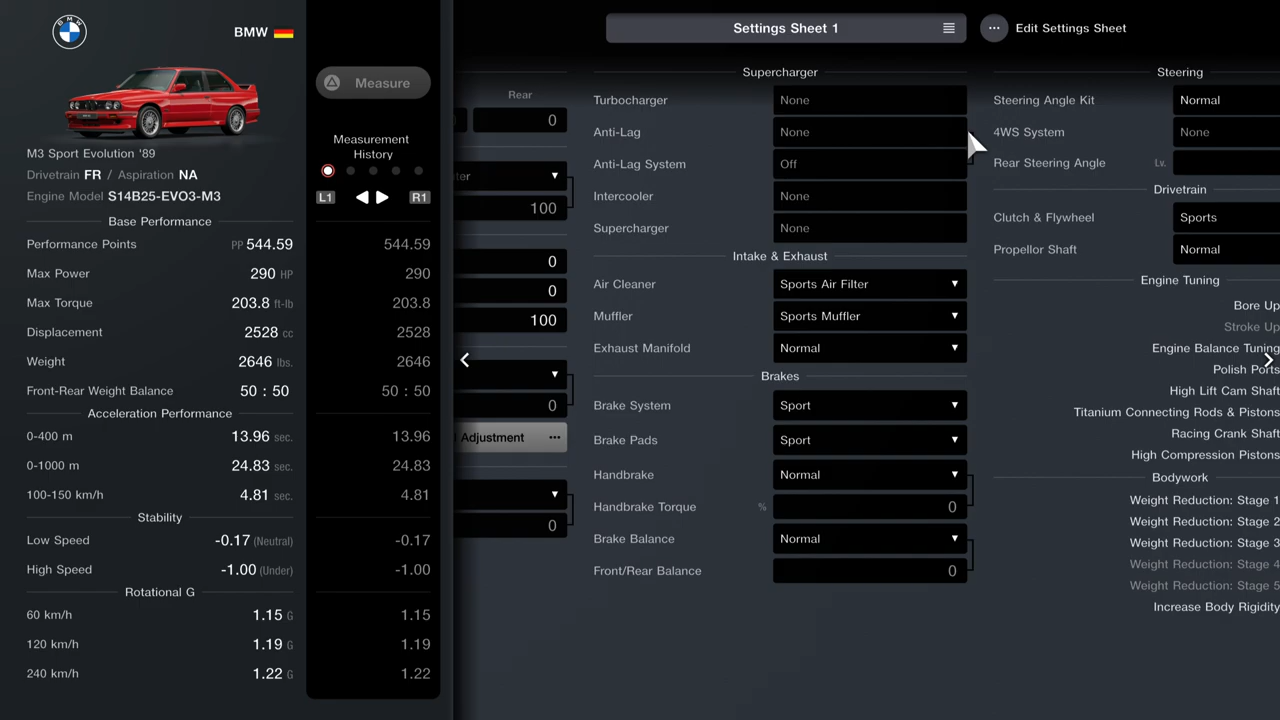 BMW
BMW
M3 Sport Evolution '89
Drivetrain FR / Aspiration NA
Engine Model S14B25-EVO3-M3
Base Performance
Performance Points PP 544.59
Max Power 290 HP
Max Torque 203.8 ft-lb
Displacement 2528 cc
Weight 2646 lbs.
Front-Rear Weight Balance 50 : 50
Acceleration Performance
0-400 m 13.96 sec.
0-1000 m 24.83 sec.
100-150 km/h 4.81 sec.
Stability
Low Speed -0.17 (Neutral)
High Speed -1.00 (Under)
Rotational G
60 km/h 1.15 G
120 km/h 1.19 G
240 km/h 1.22 G
Measure
Measurement
History
L1 R1
544.59
290
203.8
2528
2646
50 : 50
13.96
24.83
4.81
-0.17
-1.00
1.15
1.19
1.22
Settings Sheet 1
Edit Settings Sheet
Rear
0
ter
100
0
0
100
0
Adjustment
0
Supercharger
Turbocharger None
Anti-Lag None
Anti-Lag System Off
Intercooler None
Supercharger None
Intake & Exhaust
Air Cleaner Sports Air Filter
Muffler Sports Muffler
Exhaust Manifold Normal
Brakes
Brake System Sport
Brake Pads Sport
Handbrake Normal
Handbrake Torque % 0
Brake Balance Normal
Front/Rear Balance 0
Steering
Steering Angle Kit Normal
4WS System None
Rear Steering Angle Lv.
Drivetrain
Clutch & Flywheel Sports
Propellor Shaft Normal
Engine Tuning
Bore Up
Stroke Up
Engine Balance Tuning
Polish Ports
High Lift Cam Shaft
Titanium Connecting Rods & Pistons
Racing Crank Shaft
High Compression Pistons
Bodywork
Weight Reduction: Stage 1
Weight Reduction: Stage 2
Weight Reduction: Stage 3
Weight Reduction: Stage 4
Weight Reduction: Stage 5
Increase Body Rigidity